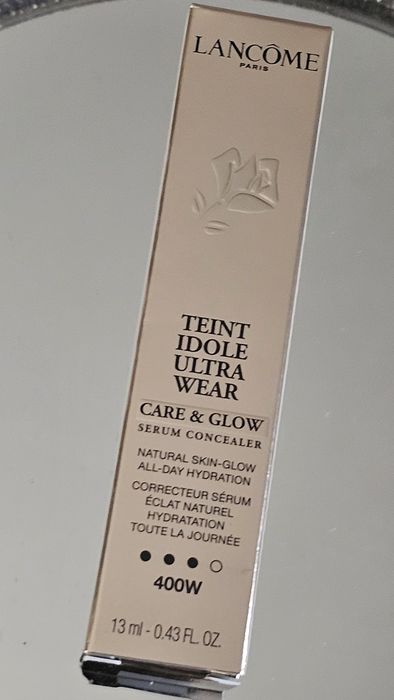 LANCÔME
PARIS
TEINT
IDOLE
ULTRA
WEAR
CARE & GLOW
SERUM CONCEALER
NATURAL SKIN-GLOW
ALL-DAY HYDRATION
CORRECTEUR SÉRUM
ÉCLAT NATUREL
HYDRATATION
TOUTE LA JOURNÉE
400W
13 ml - 0.43 FL. OZ.